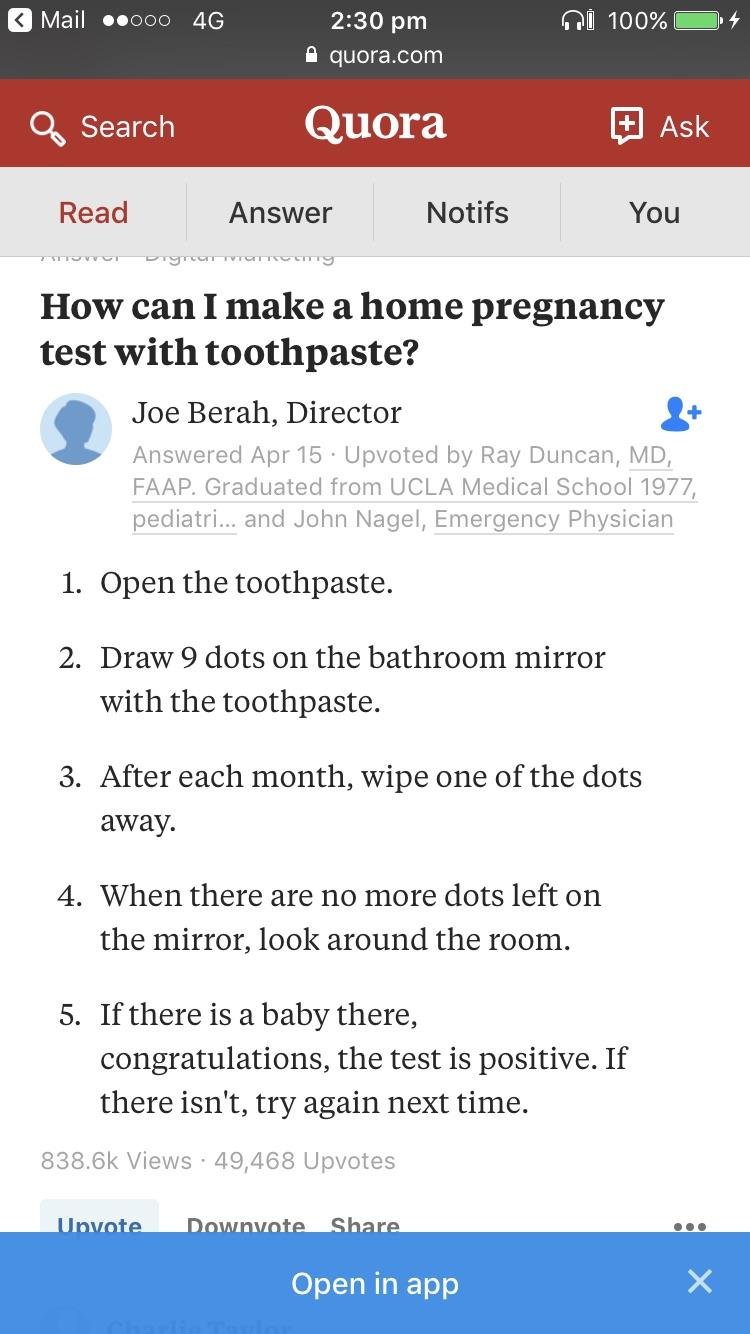 Mail 4G 2:30 pm 100%
quora.com
Search Quora Ask
Read Answer Notifs You
Answer · Digital Marketing
How can I make a home pregnancy
test with toothpaste?
Joe Berah, Director
Answered Apr 15 · Upvoted by Ray Duncan, MD,
FAAP. Graduated from UCLA Medical School 1977,
pediatri... and John Nagel, Emergency Physician
1. Open the toothpaste.
2. Draw 9 dots on the bathroom mirror
with the toothpaste.
3. After each month, wipe one of the dots
away.
4. When there are no more dots left on
the mirror, look around the room.
5. If there is a baby there,
congratulations, the test is positive. If
there isn't, try again next time.
838.6k Views · 49,468 Upvotes
Upvote Downvote Share
Open in app
Charlie Taylor